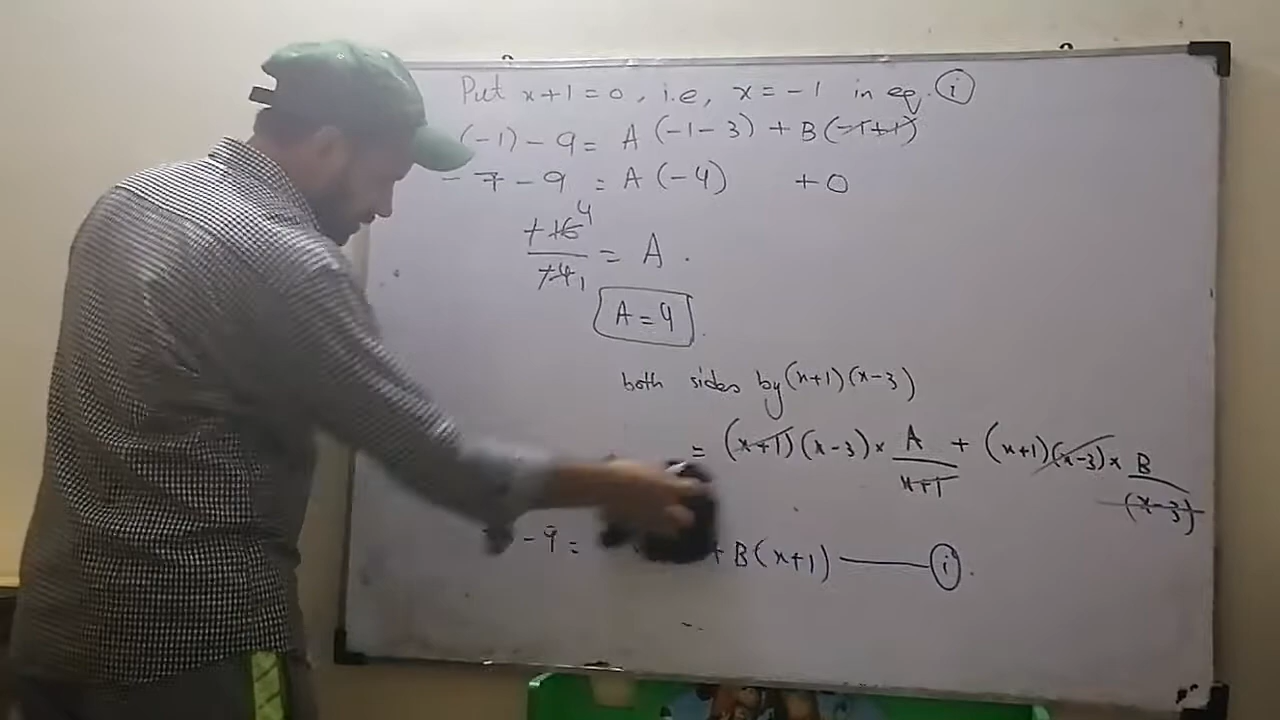 Put x+1=0, i.e, x=-1 in eq. (i)
(-1)-9= A(-1-3)+B(-1+1)
-7-9 = A(-4) +0
+16 4
-4 1 = A.
A=4.
both sides by (x+1)(x-3)
= (x+1)(x-3)× A/x+1 + (x+1)(x-3)× B/(x-3)
-9= +B(x+1) — (i).